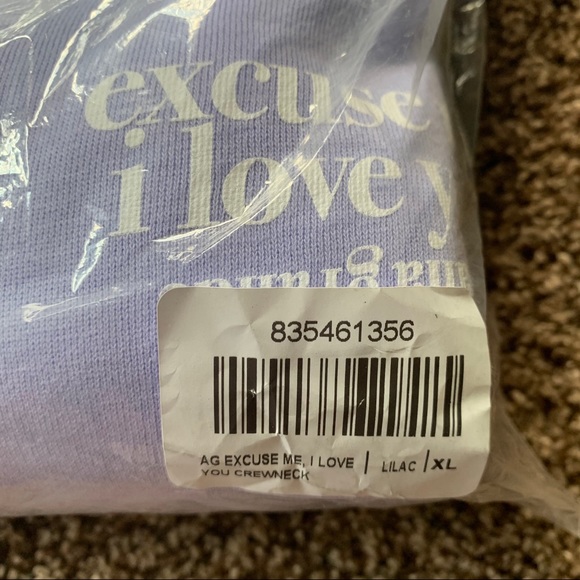 excuse
i love y
835461356
AG EXCUSE ME, I LOVE | LILAC | XL
YOU CREWNECK